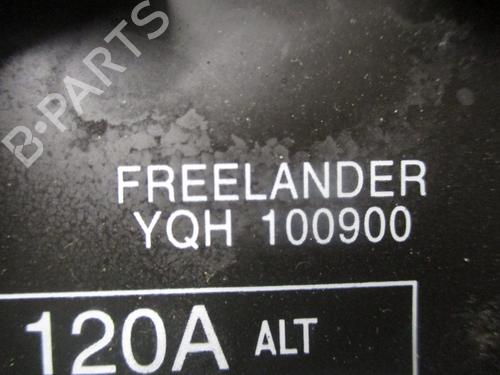 B-PARTS
FREELANDER
YQH 100900
120A ALT